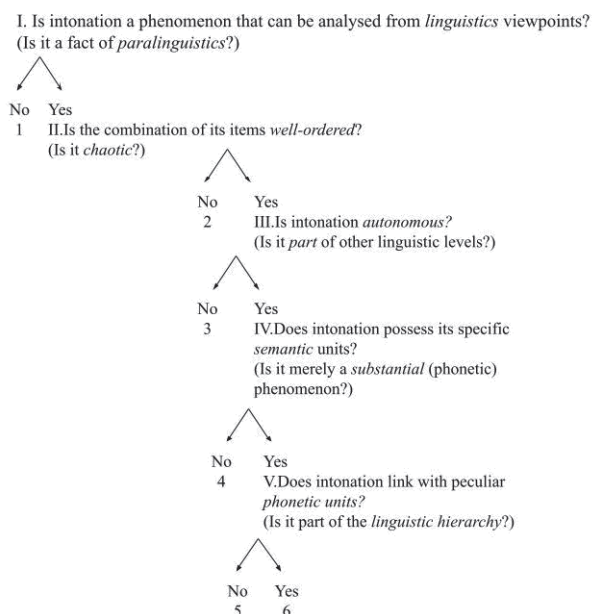 I. Is intonation a phenomenon that can be analysed from linguistics viewpoints?
(Is it a fact of paralinguistics?)
No Yes
1 II.Is the combination of its items well-ordered?
(Is it chaotic?)
No Yes
2 III.Is intonation autonomous?
(Is it part of other linguistic levels?)
No Yes
3 IV.Does intonation possess its specific
semantic units?
(Is it merely a substantial (phonetic)
phenomenon?)
No Yes
4 V.Does intonation link with peculiar
phonetic units?
(Is it part of the linguistic hierarchy?)
No Yes
5 6